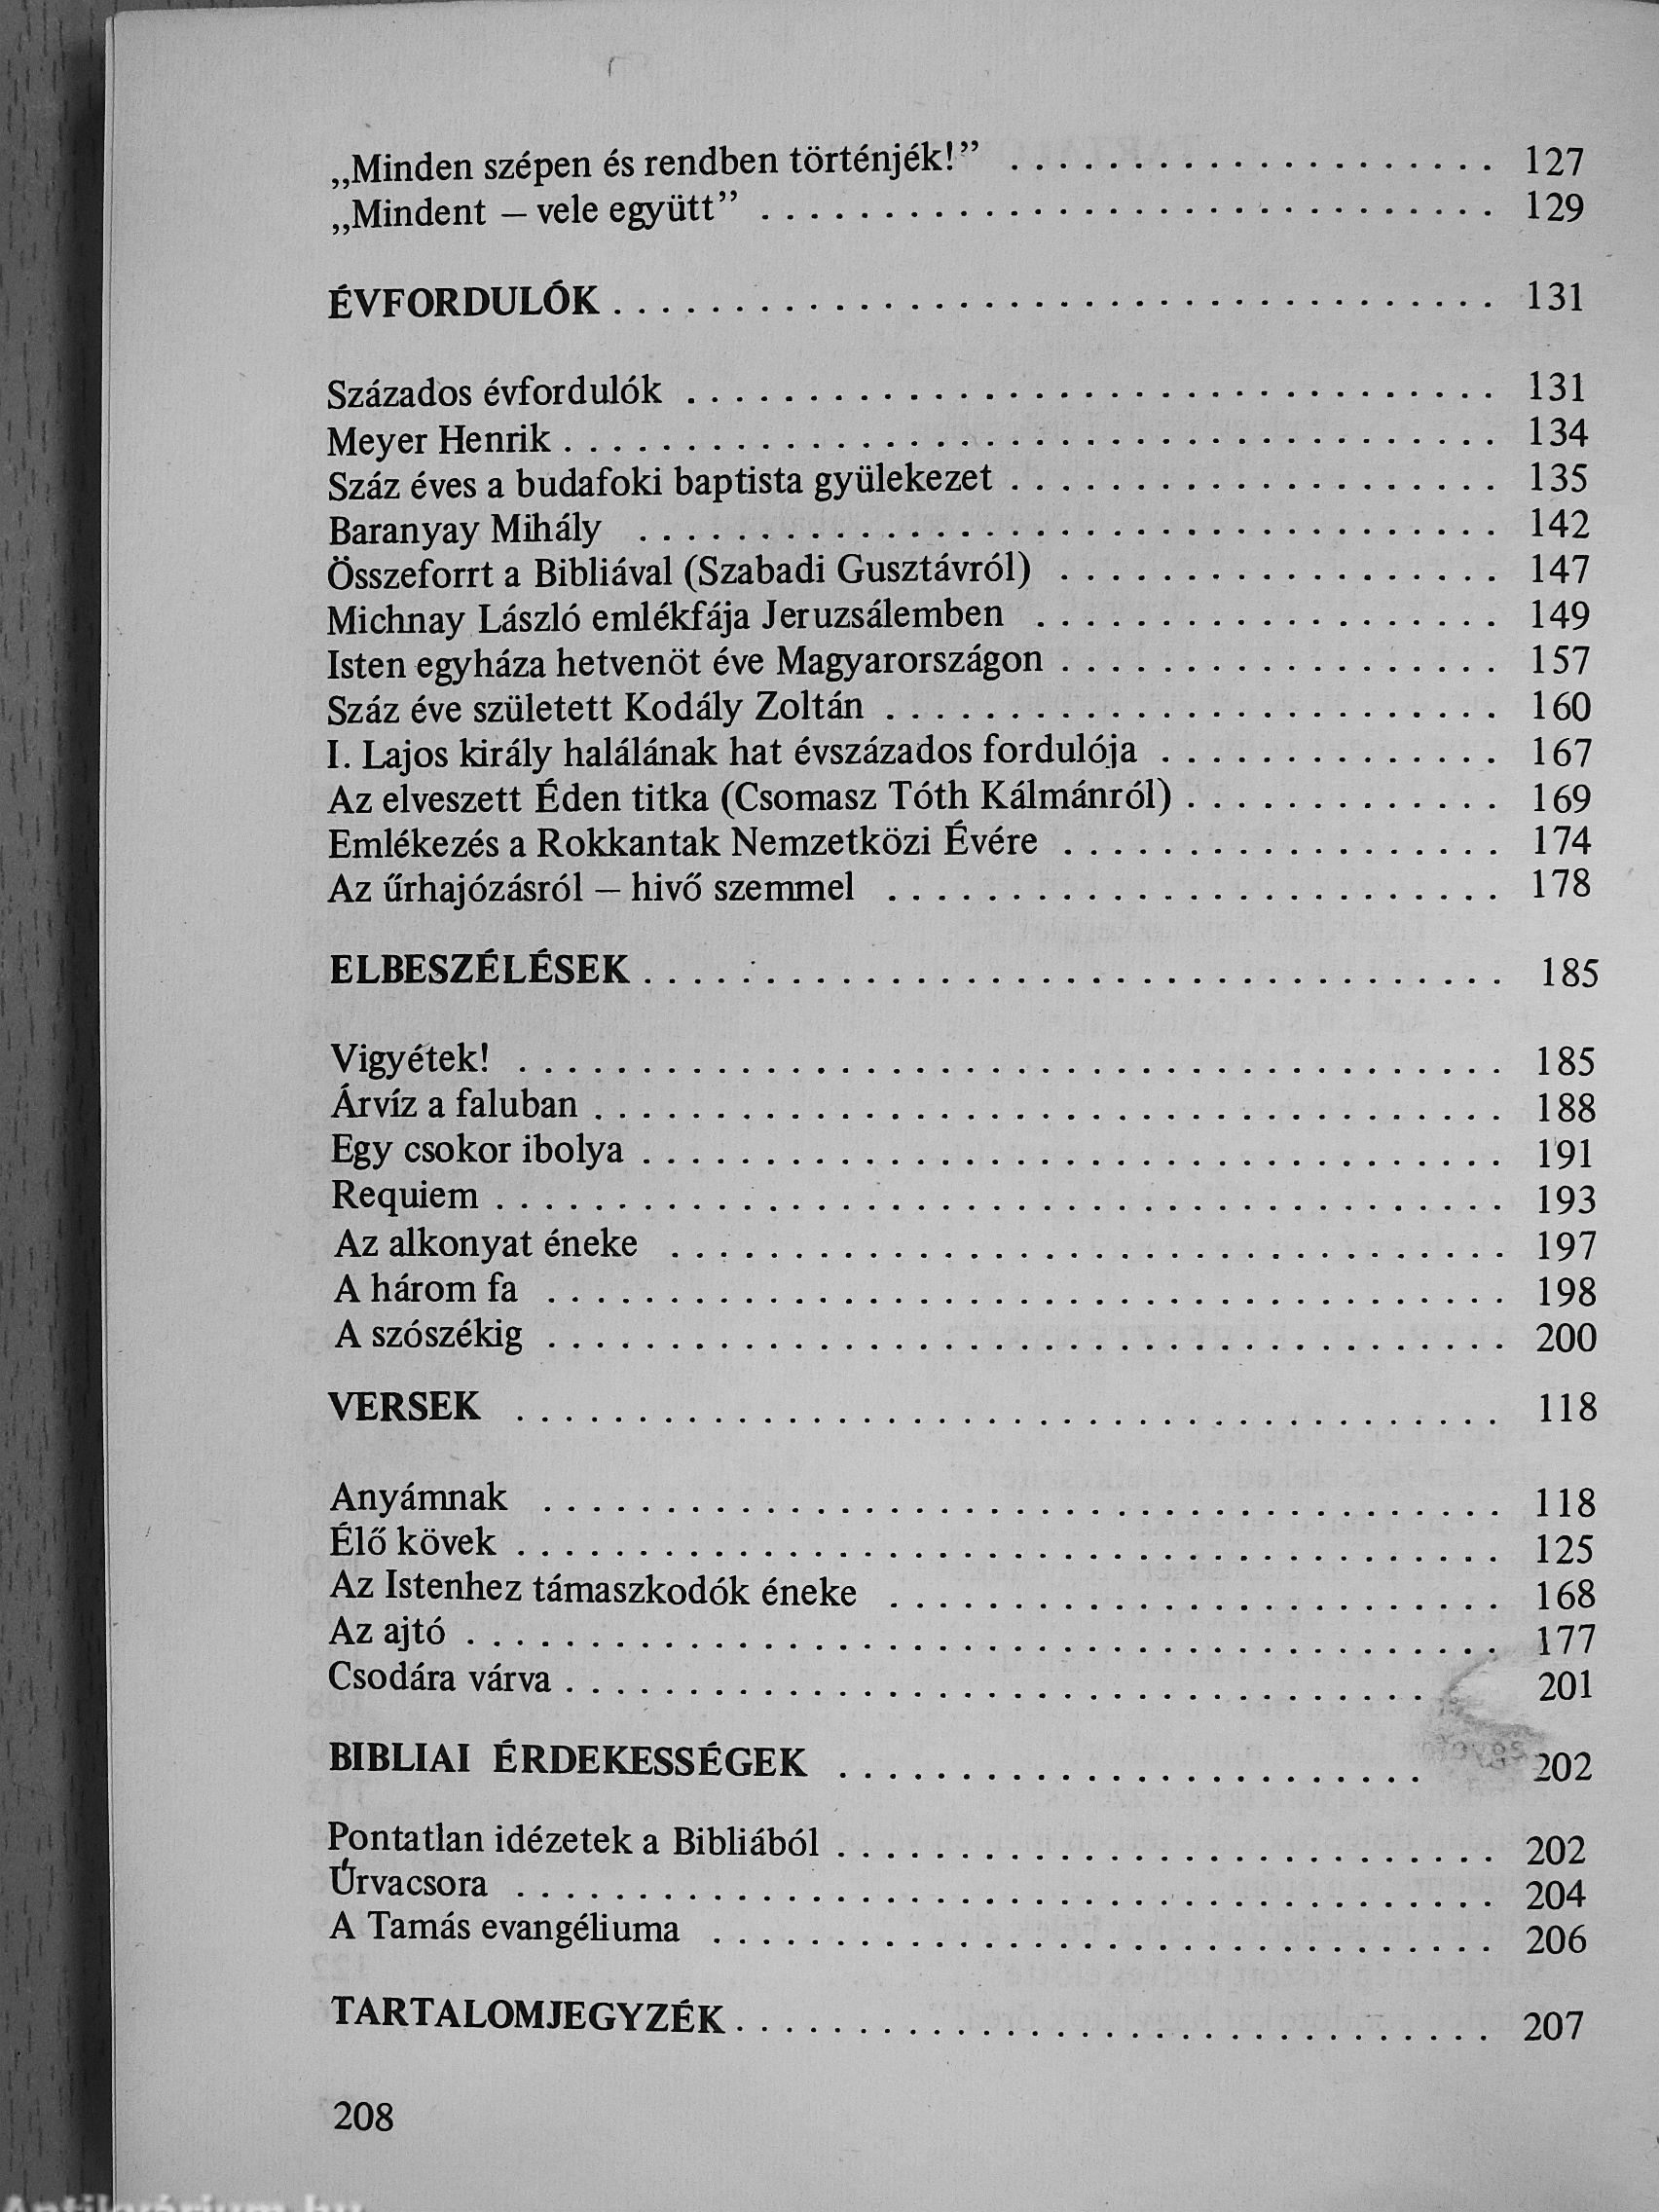 „Minden szépen és rendben történjék!” . . . . . . . . . . . . . . . . . . . . 127
„Mindent – vele együtt” . . . . . . . . . . . . . . . . . . . . . . . . . . . . . . 129
ÉVFORDULÓK . . . . . . . . . . . . . . . . . . . . . . . . . . . . . . . . . . . . 131
Százados évfordulók . . . . . . . . . . . . . . . . . . . . . . . . . . . . . . . . . 131
Meyer Henrik . . . . . . . . . . . . . . . . . . . . . . . . . . . . . . . . . . . . . . 134
Száz éves a budafoki baptista gyülekezet . . . . . . . . . . . . . . . . . . . . 135
Baranyay Mihály . . . . . . . . . . . . . . . . . . . . . . . . . . . . . . . . . . . 142
Összeforrt a Bibliával (Szabadi Gusztávról) . . . . . . . . . . . . . . . . . . 147
Michnay László emlékfája Jeruzsálemben . . . . . . . . . . . . . . . . . . . 149
Isten egyháza hetvenöt éve Magyarországon . . . . . . . . . . . . . . . . . . 157
Száz éve született Kodály Zoltán . . . . . . . . . . . . . . . . . . . . . . . . . 160
I. Lajos király halálának hat évszázados fordulója . . . . . . . . . . . . . . 167
Az elveszett Éden titka (Csomasz Tóth Kálmánról) . . . . . . . . . . . . . 169
Emlékezés a Rokkantak Nemzetközi Évére . . . . . . . . . . . . . . . . . . 174
Az űrhajózásról – hivő szemmel . . . . . . . . . . . . . . . . . . . . . . . . . 178
ELBESZÉLÉSEK . . . . . . . . . . . . . . . . . . . . . . . . . . . . . . . . . . . 185
Vigyétek! . . . . . . . . . . . . . . . . . . . . . . . . . . . . . . . . . . . . . . . . 185
Árvíz a faluban . . . . . . . . . . . . . . . . . . . . . . . . . . . . . . . . . . . . . 188
Egy csokor ibolya . . . . . . . . . . . . . . . . . . . . . . . . . . . . . . . . . . . 191
Requiem . . . . . . . . . . . . . . . . . . . . . . . . . . . . . . . . . . . . . . . . . 193
Az alkonyat éneke . . . . . . . . . . . . . . . . . . . . . . . . . . . . . . . . . . 197
A három fa . . . . . . . . . . . . . . . . . . . . . . . . . . . . . . . . . . . . . . . 198
A szószékig . . . . . . . . . . . . . . . . . . . . . . . . . . . . . . . . . . . . . . . 200
VERSEK . . . . . . . . . . . . . . . . . . . . . . . . . . . . . . . . . . . . . . . . 118
Anyámnak . . . . . . . . . . . . . . . . . . . . . . . . . . . . . . . . . . . . . . . 118
Élő kövek . . . . . . . . . . . . . . . . . . . . . . . . . . . . . . . . . . . . . . . . 125
Az Istenhez támaszkodók éneke . . . . . . . . . . . . . . . . . . . . . . . . . 168
Az ajtó . . . . . . . . . . . . . . . . . . . . . . . . . . . . . . . . . . . . . . . . . . 177
Csodára várva . . . . . . . . . . . . . . . . . . . . . . . . . . . . . . . . . . . 201
BIBLIAI ÉRDEKESSÉGEK . . . . . . . . . . . . . . . . . . . . . . . . 202
Pontatlan idézetek a Bibliából . . . . . . . . . . . . . . . . . . . . . . . . . . . 202
Úrvacsora . . . . . . . . . . . . . . . . . . . . . . . . . . . . . . . . . . . . . . . . 204
A Tamás evangéliuma . . . . . . . . . . . . . . . . . . . . . . . . . . . . . . . . 206
TARTALOMJEGYZÉK . . . . . . . . . . . . . . . . . . . . . . . . . . . . . . . 207
208
Antikvárium.hu